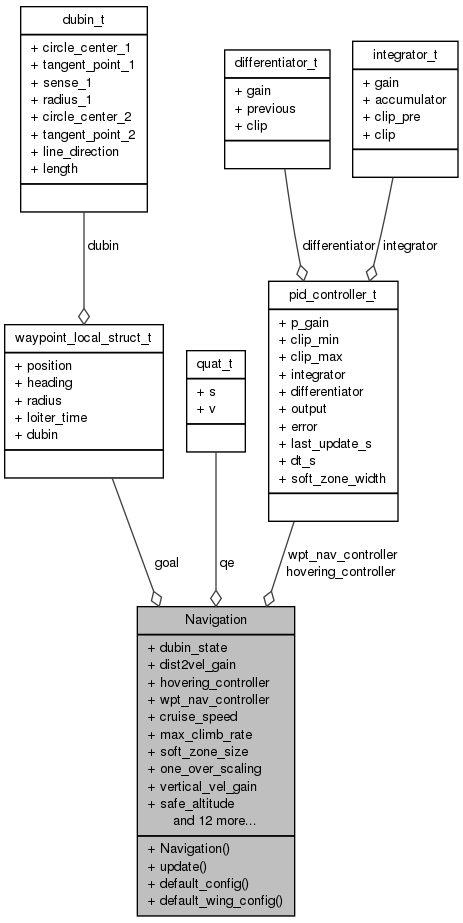 dubin_t
+ circle_center_1
+ tangent_point_1
+ sense_1
+ radius_1
+ circle_center_2
+ tangent_point_2
+ line_direction
+ length
differentiator_t
+ gain
+ previous
+ clip
integrator_t
+ gain
+ accumulator
+ clip_pre
+ clip
dubin
differentiator
integrator
waypoint_local_struct_t
+ position
+ heading
+ radius
+ loiter_time
+ dubin
quat_t
+ s
+ v
pid_controller_t
+ p_gain
+ clip_min
+ clip_max
+ integrator
+ differentiator
+ output
+ error
+ last_update_s
+ dt_s
+ soft_zone_width
goal
qe
wpt_nav_controller
hovering_controller
Navigation
+ dubin_state
+ dist2vel_gain
+ hovering_controller
+ wpt_nav_controller
+ cruise_speed
+ max_climb_rate
+ soft_zone_size
+ one_over_scaling
+ vertical_vel_gain
+ safe_altitude
and 12 more...
+ Navigation()
+ update()
+ default_config()
+ default_wing_config()